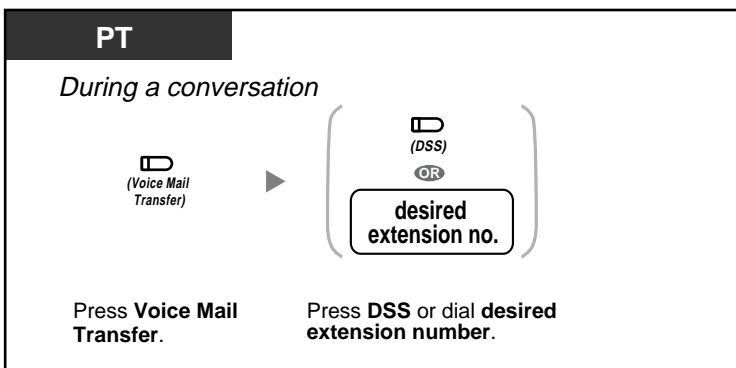 PT
During a conversation
(Voice Mail
Transfer)
(DSS)
OR
desired
extension no.
Press Voice Mail
Transfer.
Press DSS or dial desired
extension number.